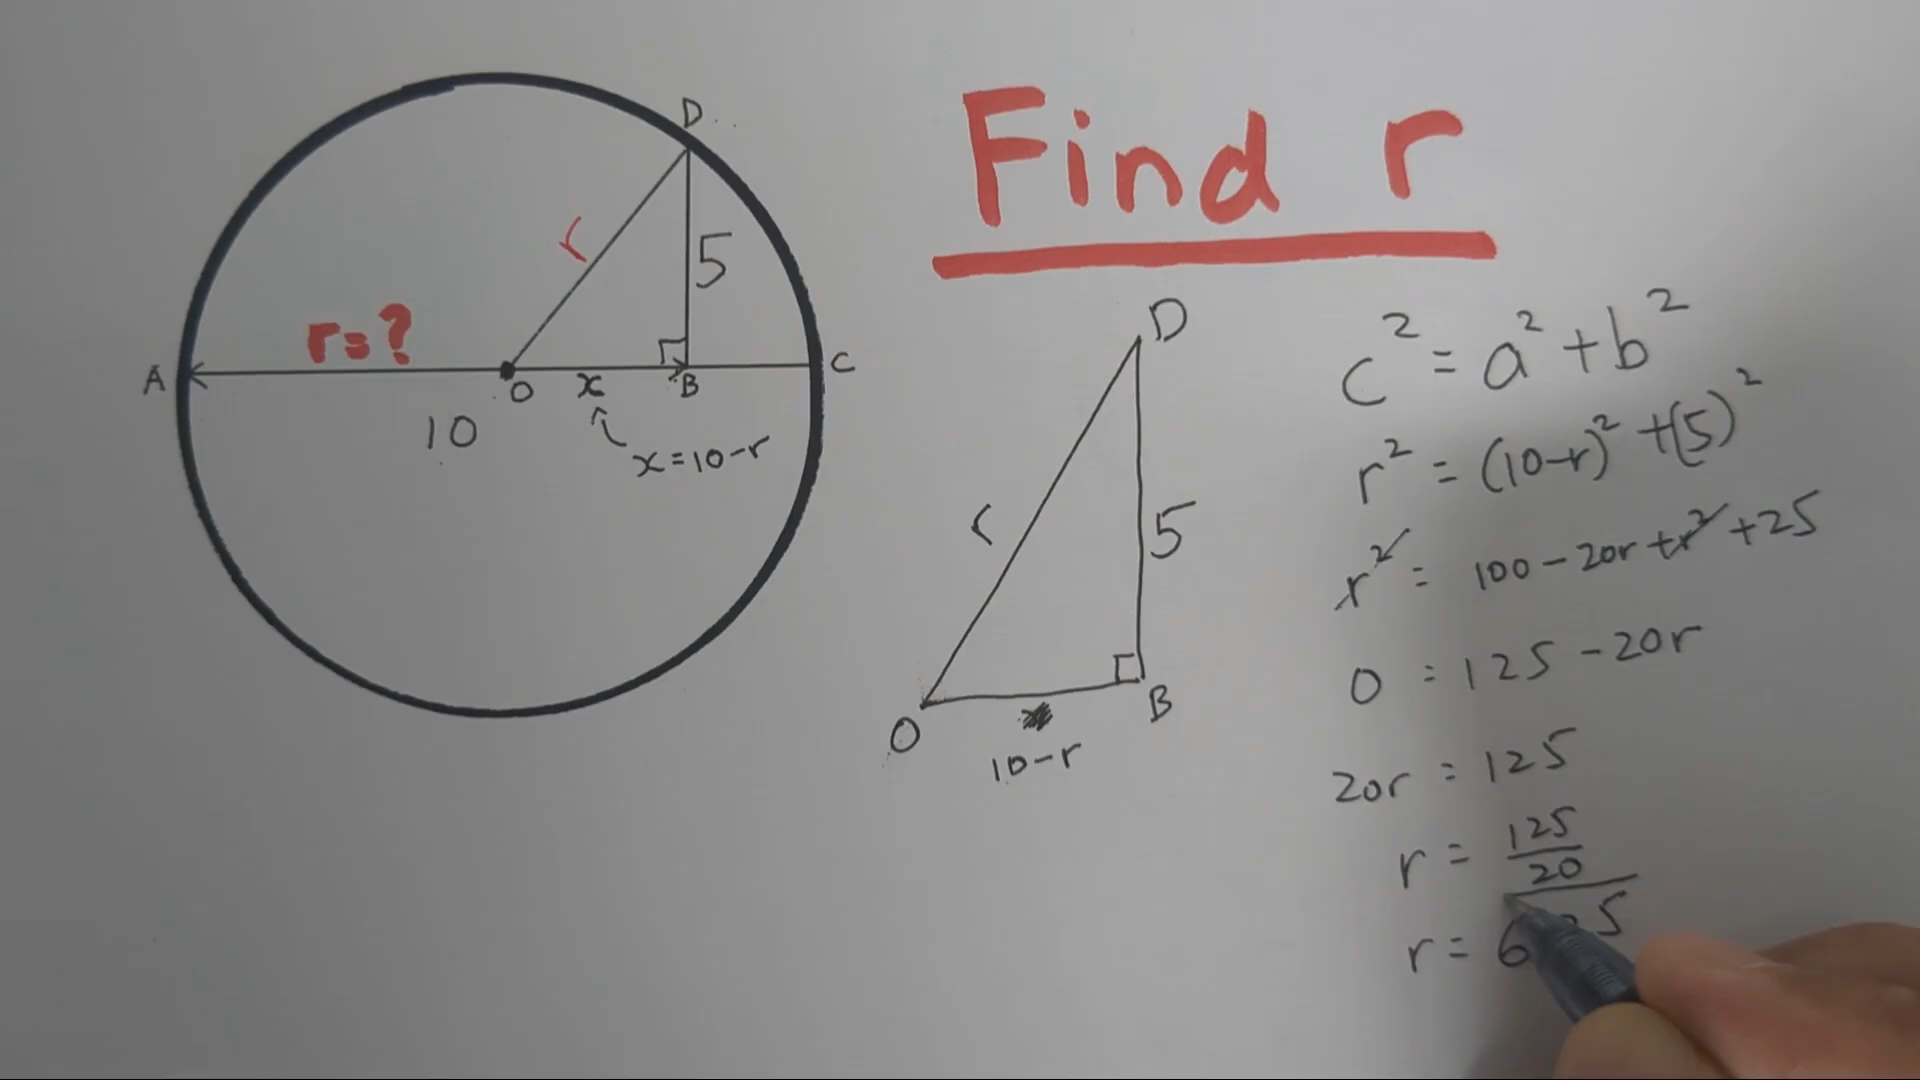 Find r
D
r
5
r=?
A
O
x
B
C
10
x=10-r
D
r
5
O
B
10-r
c² = a² + b²
r² = (10-r)² + (5)²
r² = 100 - 20r + r² + 25
0 = 125 - 20r
20r = 125
r = 125/20
r =